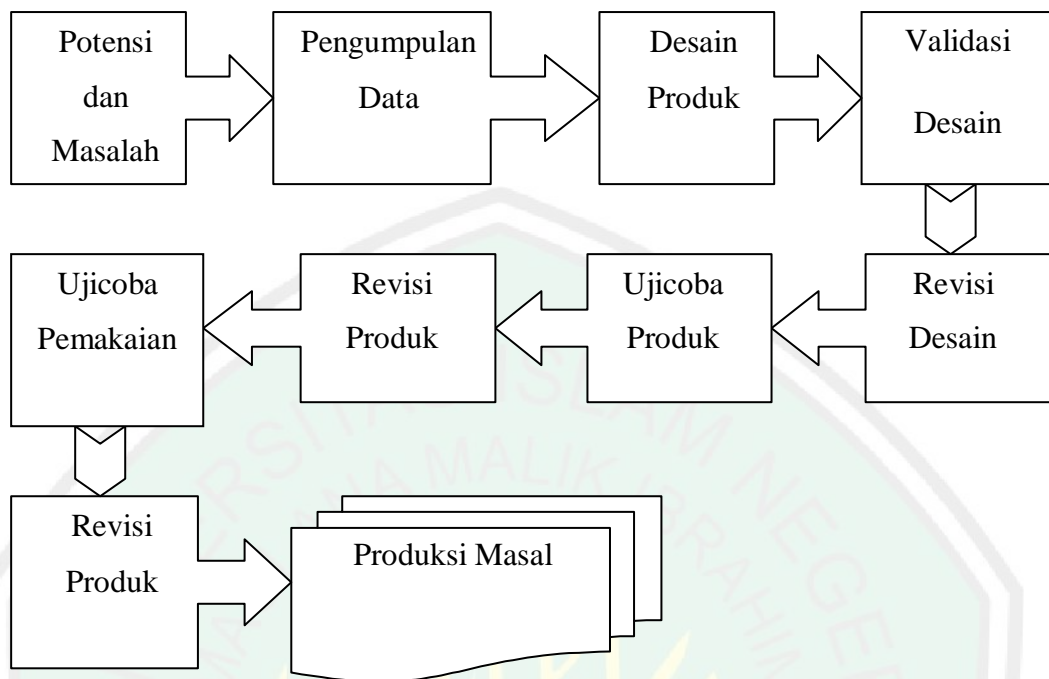 Potensi
dan
Masalah
Pengumpulan
Data
Desain
Produk
Validasi
Desain
Revisi
Desain
Ujicoba
Produk
Revisi
Produk
Ujicoba
Pemakaian
Revisi
Produk
Produksi Masal